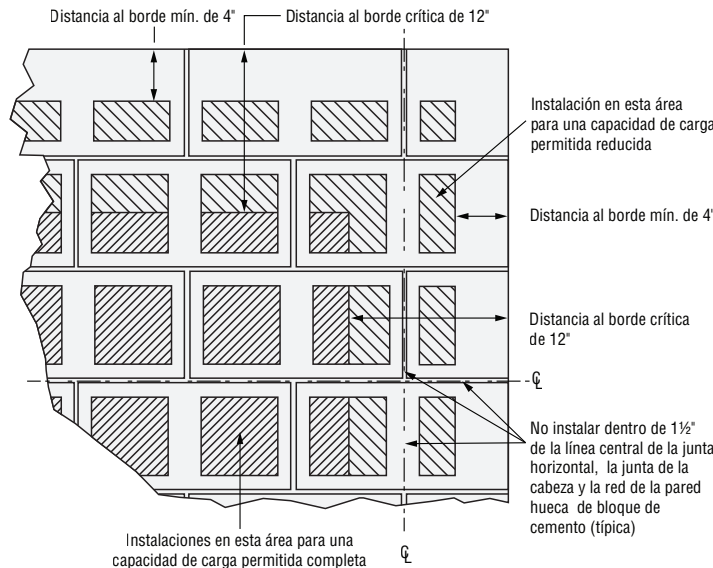 Distancia al borde mín. de 4"
Distancia al borde crítica de 12"
Instalación en esta área
para una capacidad de carga
permitida reducida
Distancia al borde mín. de 4"
Distancia al borde crítica
de 12"
℄
No instalar dentro de 1½"
de la línea central de la junta
horizontal, la junta de la
cabeza y la red de la pared
hueca de bloque de
cemento (típica)
Instalaciones en esta área para una
capacidad de carga permitida completa
℄